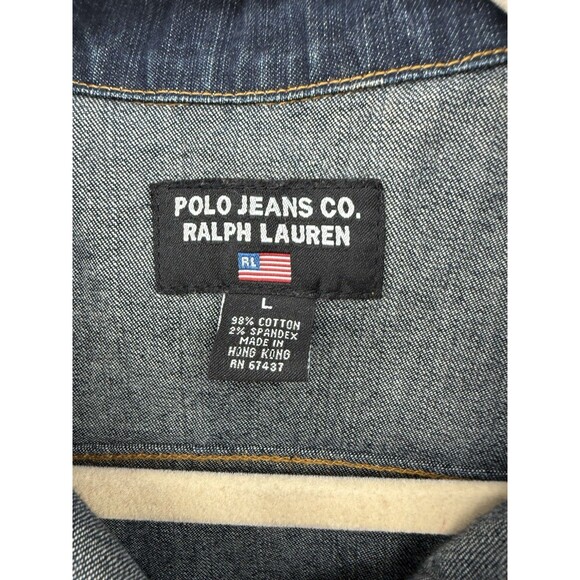 POLO JEANS CO.
RALPH LAUREN
RL
L
98% COTTON
2% SPANDEX
MADE IN
HONG KONG
RN 67437